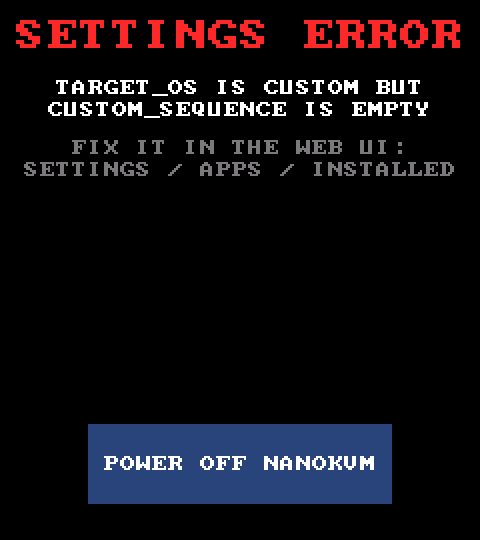 SETTINGS ERROR
TARGET_OS IS CUSTOM BUT
CUSTOM_SEQUENCE IS EMPTY
FIX IT IN THE WEB UI:
SETTINGS / APPS / INSTALLED
POWER OFF NANOKVM